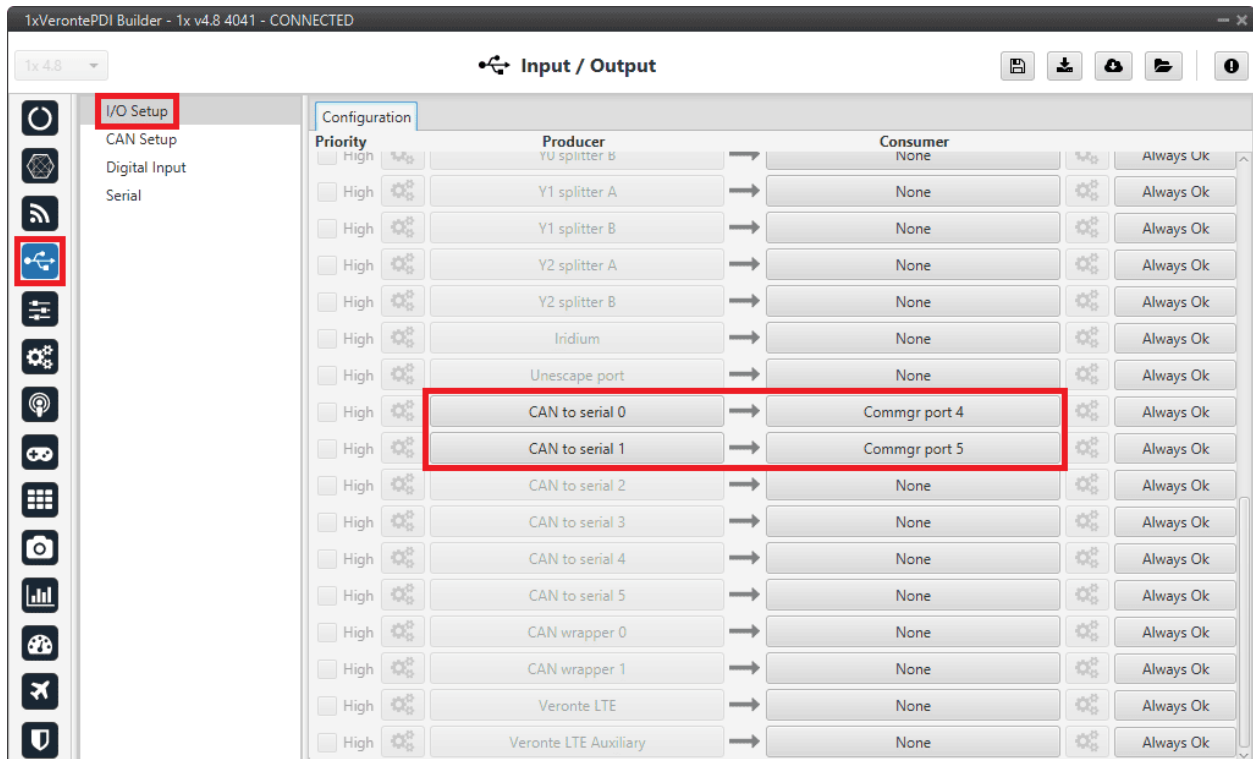 1xVerontePDI Builder - 1x v4.8 4041 - CONNECTED
1x 4.8
Input / Output
I/O Setup
CAN Setup
Digital Input
Serial
Configuration
Priority Producer Consumer
High Y0 splitter B None Always Ok
High Y1 splitter A None Always Ok
High Y1 splitter B None Always Ok
High Y2 splitter A None Always Ok
High Y2 splitter B None Always Ok
High Iridium None Always Ok
High Unescape port None Always Ok
High CAN to serial 0 Commgr port 4 Always Ok
High CAN to serial 1 Commgr port 5 Always Ok
High CAN to serial 2 None Always Ok
High CAN to serial 3 None Always Ok
High CAN to serial 4 None Always Ok
High CAN to serial 5 None Always Ok
High CAN wrapper 0 None Always Ok
High CAN wrapper 1 None Always Ok
High Veronte LTE None Always Ok
High Veronte LTE Auxiliary None Always Ok